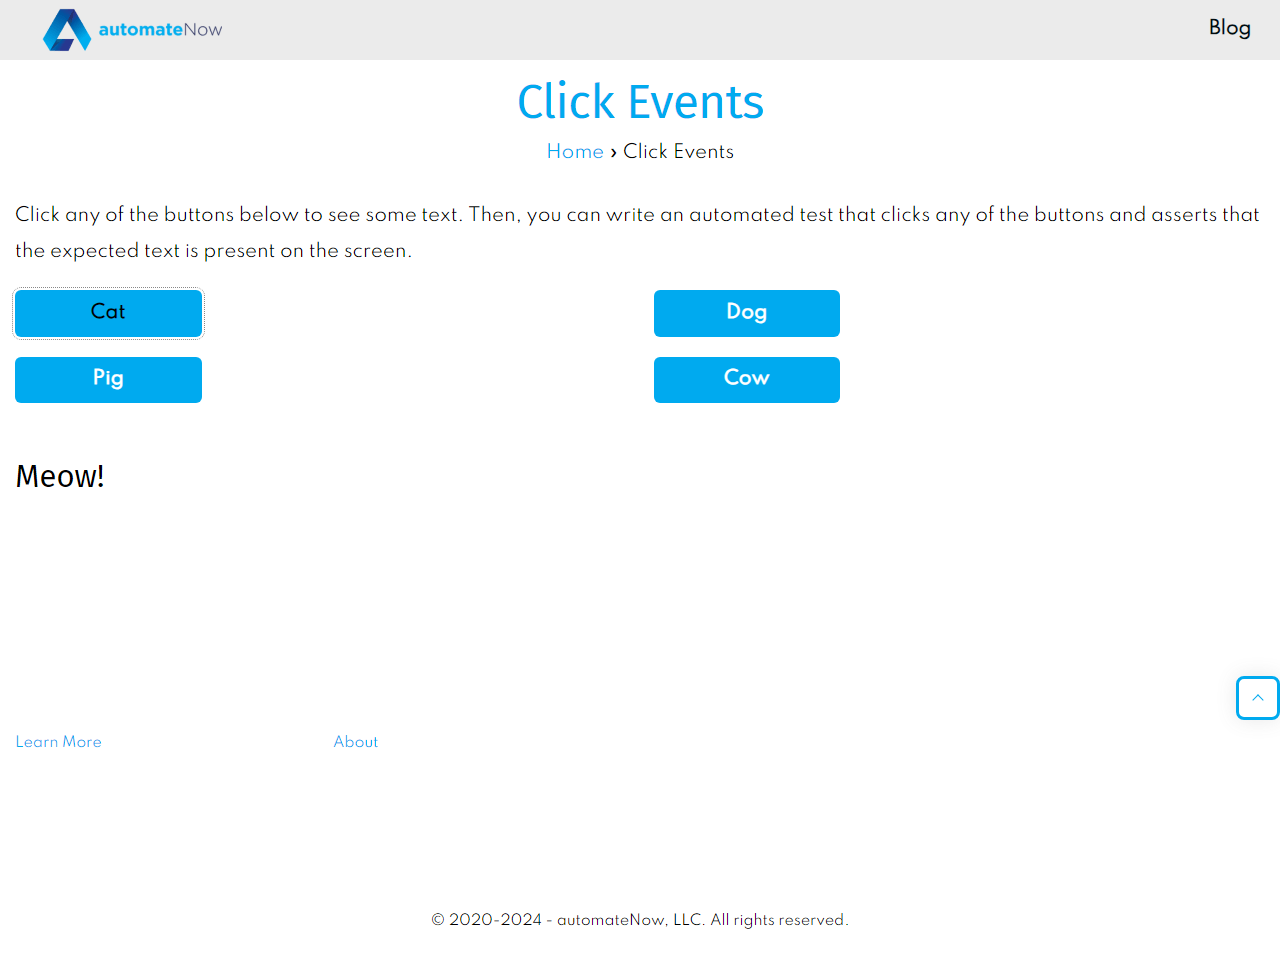 automateNow
Blog
Click Events
Home › Click Events
Click any of the buttons below to see some text. Then, you can write an automated test that clicks any of the buttons and asserts that
the expected text is present on the screen.
Cat
Dog
Pig
Cow
Meow!
Learn More
About
© 2020-2024 - automateNow, LLC. All rights reserved.